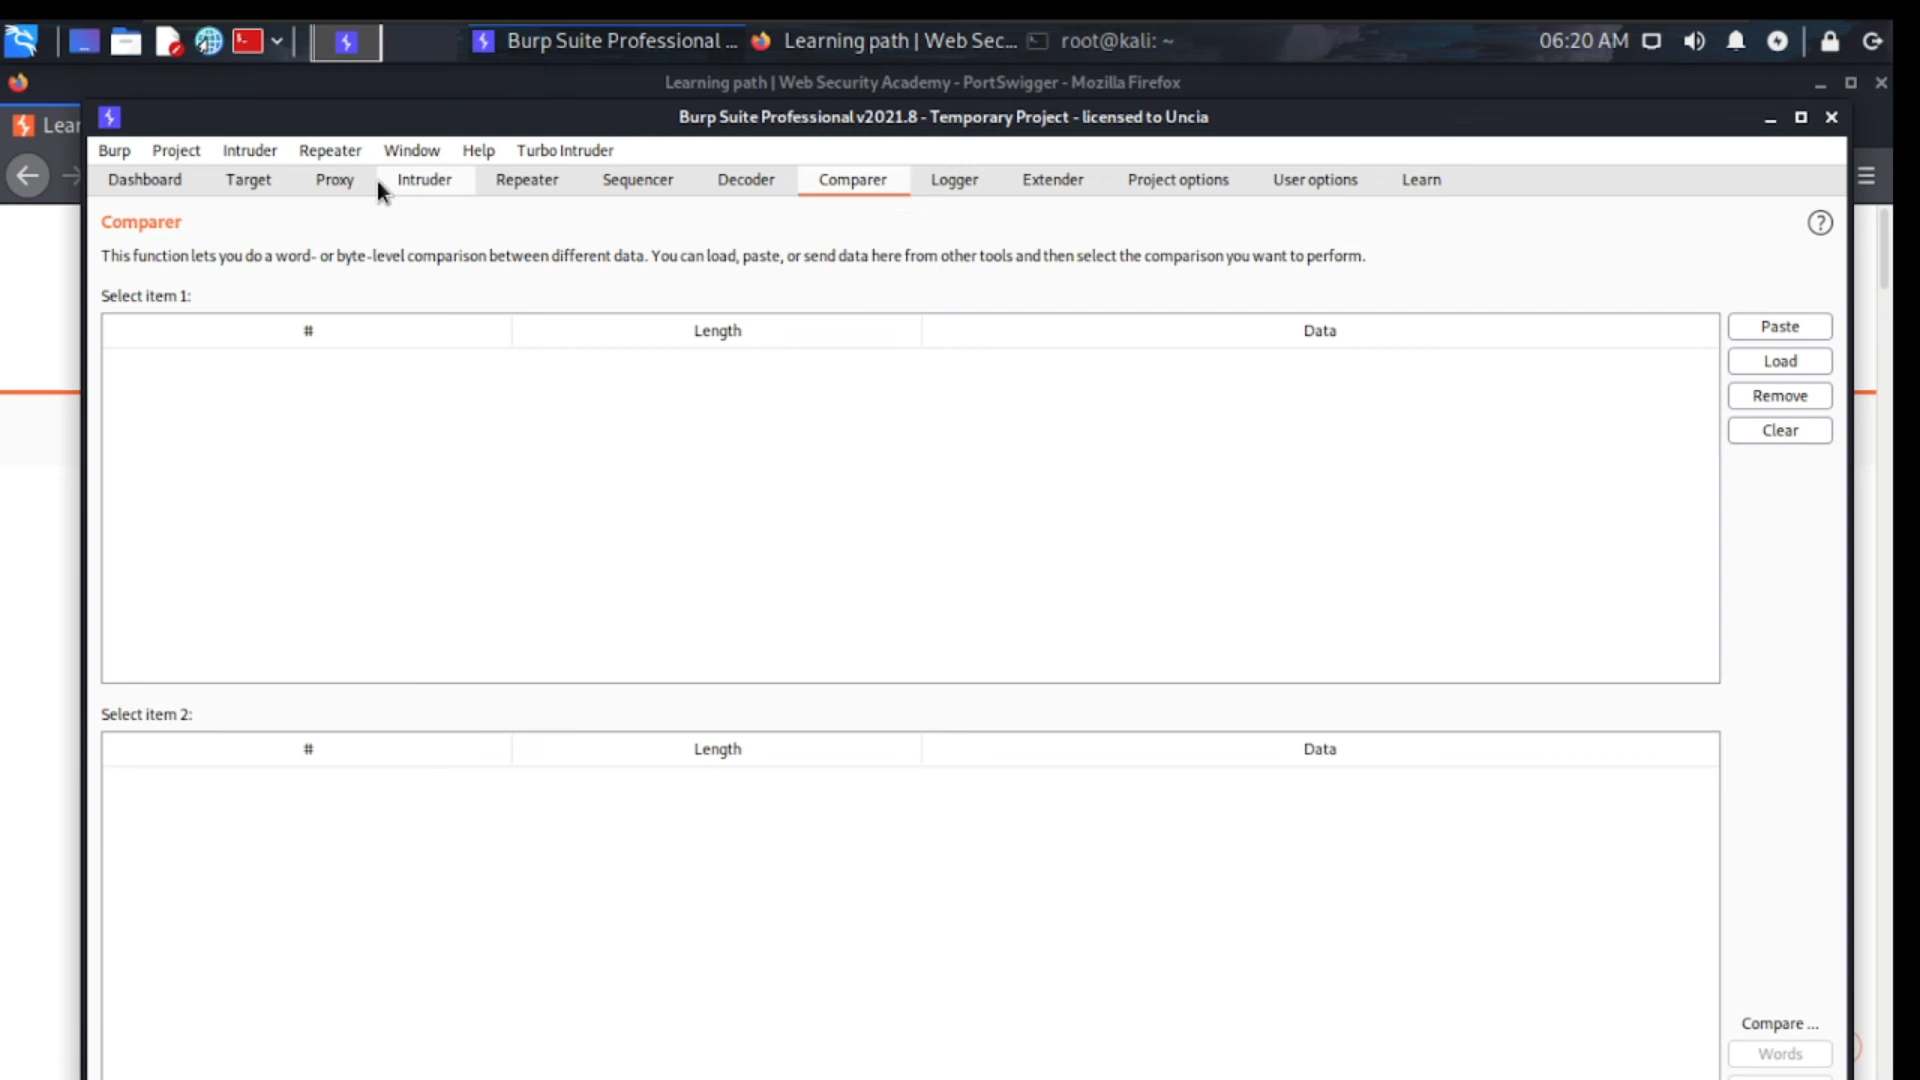 Burp Suite Professional ...
Learning path | Web Sec...
root@kali: ~
06:20 AM
Learning path | Web Security Academy - PortSwigger - Mozilla Firefox
Lear
Burp Suite Professional v2021.8 - Temporary Project - licensed to Uncia
Burp Project Intruder Repeater Window Help Turbo Intruder
Dashboard Target Proxy Intruder Repeater Sequencer Decoder Comparer Logger Extender Project options User options Learn
Comparer
?
This function lets you do a word- or byte-level comparison between different data. You can load, paste, or send data here from other tools and then select the comparison you want to perform.
Select item 1:
# Length Data
Paste
Load
Remove
Clear
Select item 2:
# Length Data
Compare ...
Words